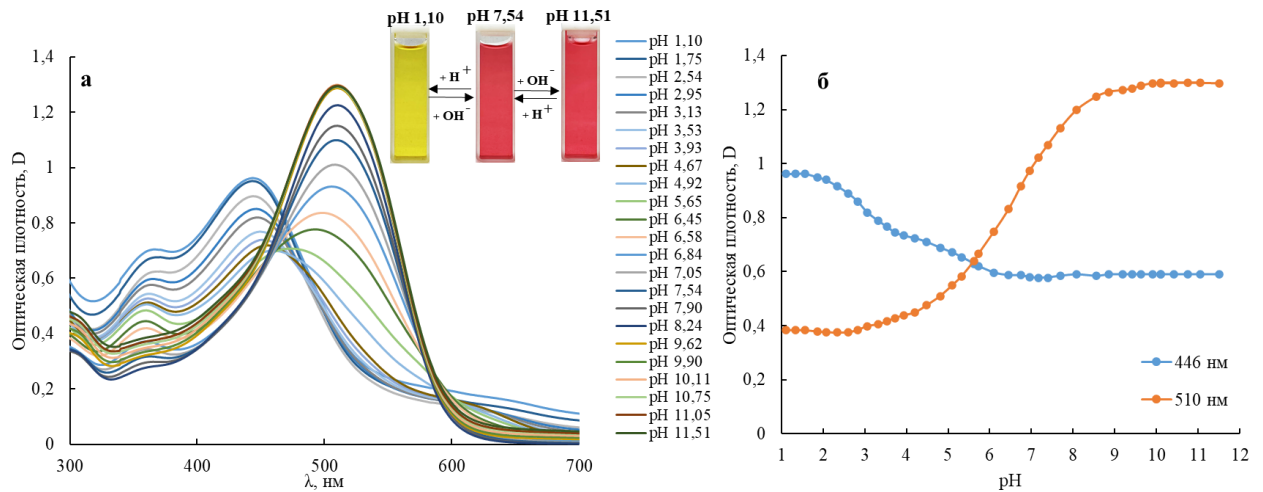 pH 1,10 pH 7,54 pH 11,51
+ H⁺ + OH⁻
+ OH⁻ + H⁺
а
Оптическая плотность, D
1,4
1,2
1
0,8
0,6
0,4
0,2
0
300 400 500 600 700
λ, нм
pH 1,10
pH 1,75
pH 2,54
pH 2,95
pH 3,13
pH 3,53
pH 3,93
pH 4,67
pH 4,92
pH 5,65
pH 6,45
pH 6,58
pH 6,84
pH 7,05
pH 7,54
pH 7,90
pH 8,24
pH 9,62
pH 9,90
pH 10,11
pH 10,75
pH 11,05
pH 11,51
б
Оптическая плотность, D
1,4
1,2
1
0,8
0,6
0,4
0,2
0
1 2 3 4 5 6 7 8 9 10 11 12
pH
446 нм
510 нм